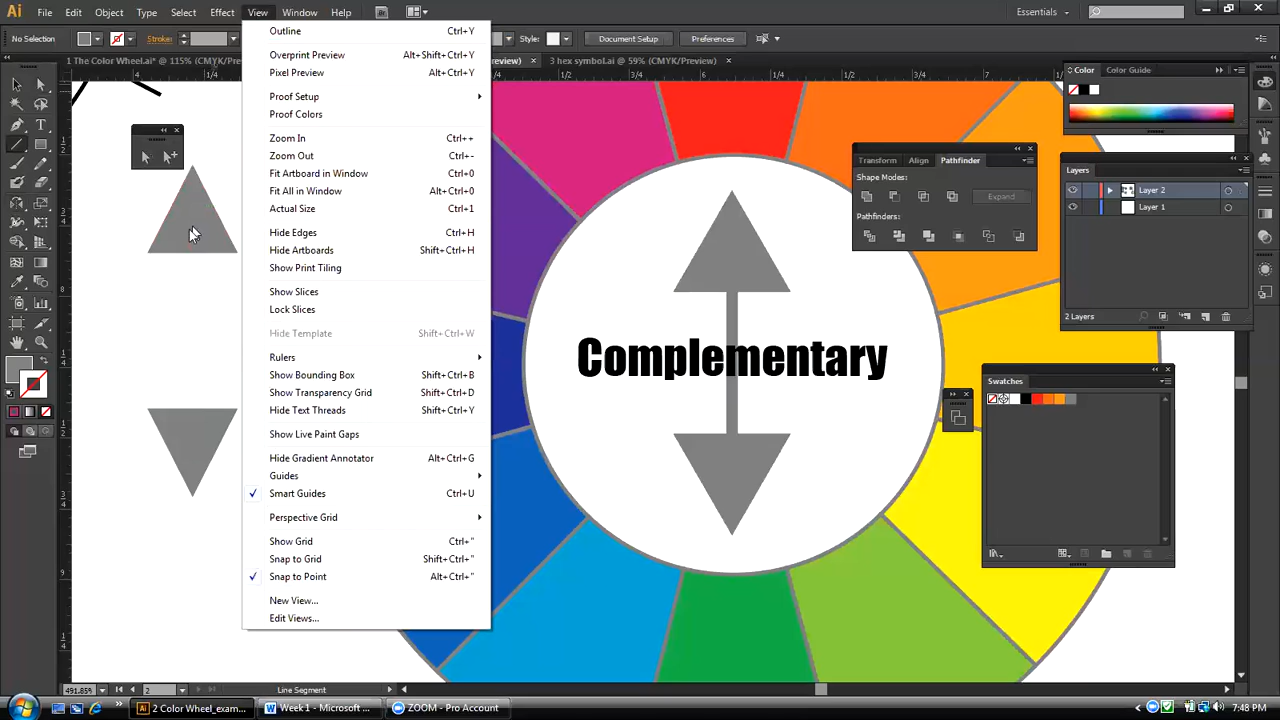 Ai File Edit Object Type Select Effect View Window Help Br Essentials
No Selection Stroke: Document Setup Preferences
1 The Color Wheel.ai* @ 115% (CMYK/Preview) review) × 3 hex symbol.ai @ 59% (CMYK/Preview) ×
Outline Ctrl+Y
Overprint Preview Alt+Shift+Ctrl+Y
Pixel Preview Alt+Ctrl+Y
Proof Setup
Proof Colors
Zoom In Ctrl++
Zoom Out Ctrl+-
Fit Artboard in Window Ctrl+0
Fit All in Window Alt+Ctrl+0
Actual Size Ctrl+1
Hide Edges Ctrl+H
Hide Artboards Shift+Ctrl+H
Show Print Tiling
Show Slices
Lock Slices
Hide Template Shift+Ctrl+W
Rulers
Show Bounding Box Shift+Ctrl+B
Show Transparency Grid Shift+Ctrl+D
Hide Text Threads Shift+Ctrl+Y
Show Live Paint Gaps
Hide Gradient Annotator Alt+Ctrl+G
Guides
Smart Guides Ctrl+U
Perspective Grid
Show Grid Ctrl+"
Snap to Grid Shift+Ctrl+"
Snap to Point Alt+Ctrl+"
New View...
Edit Views...
Complementary
Color Color Guide
Transform Align Pathfinder
Shape Modes:
Expand
Pathfinders:
Layers
Layer 2
Layer 1
2 Layers
Swatches
491.85% 2 Line Segment
2 Color Wheel_exam... Week 1 - Microsoft ... ZOOM - Pro Account 7:48 PM